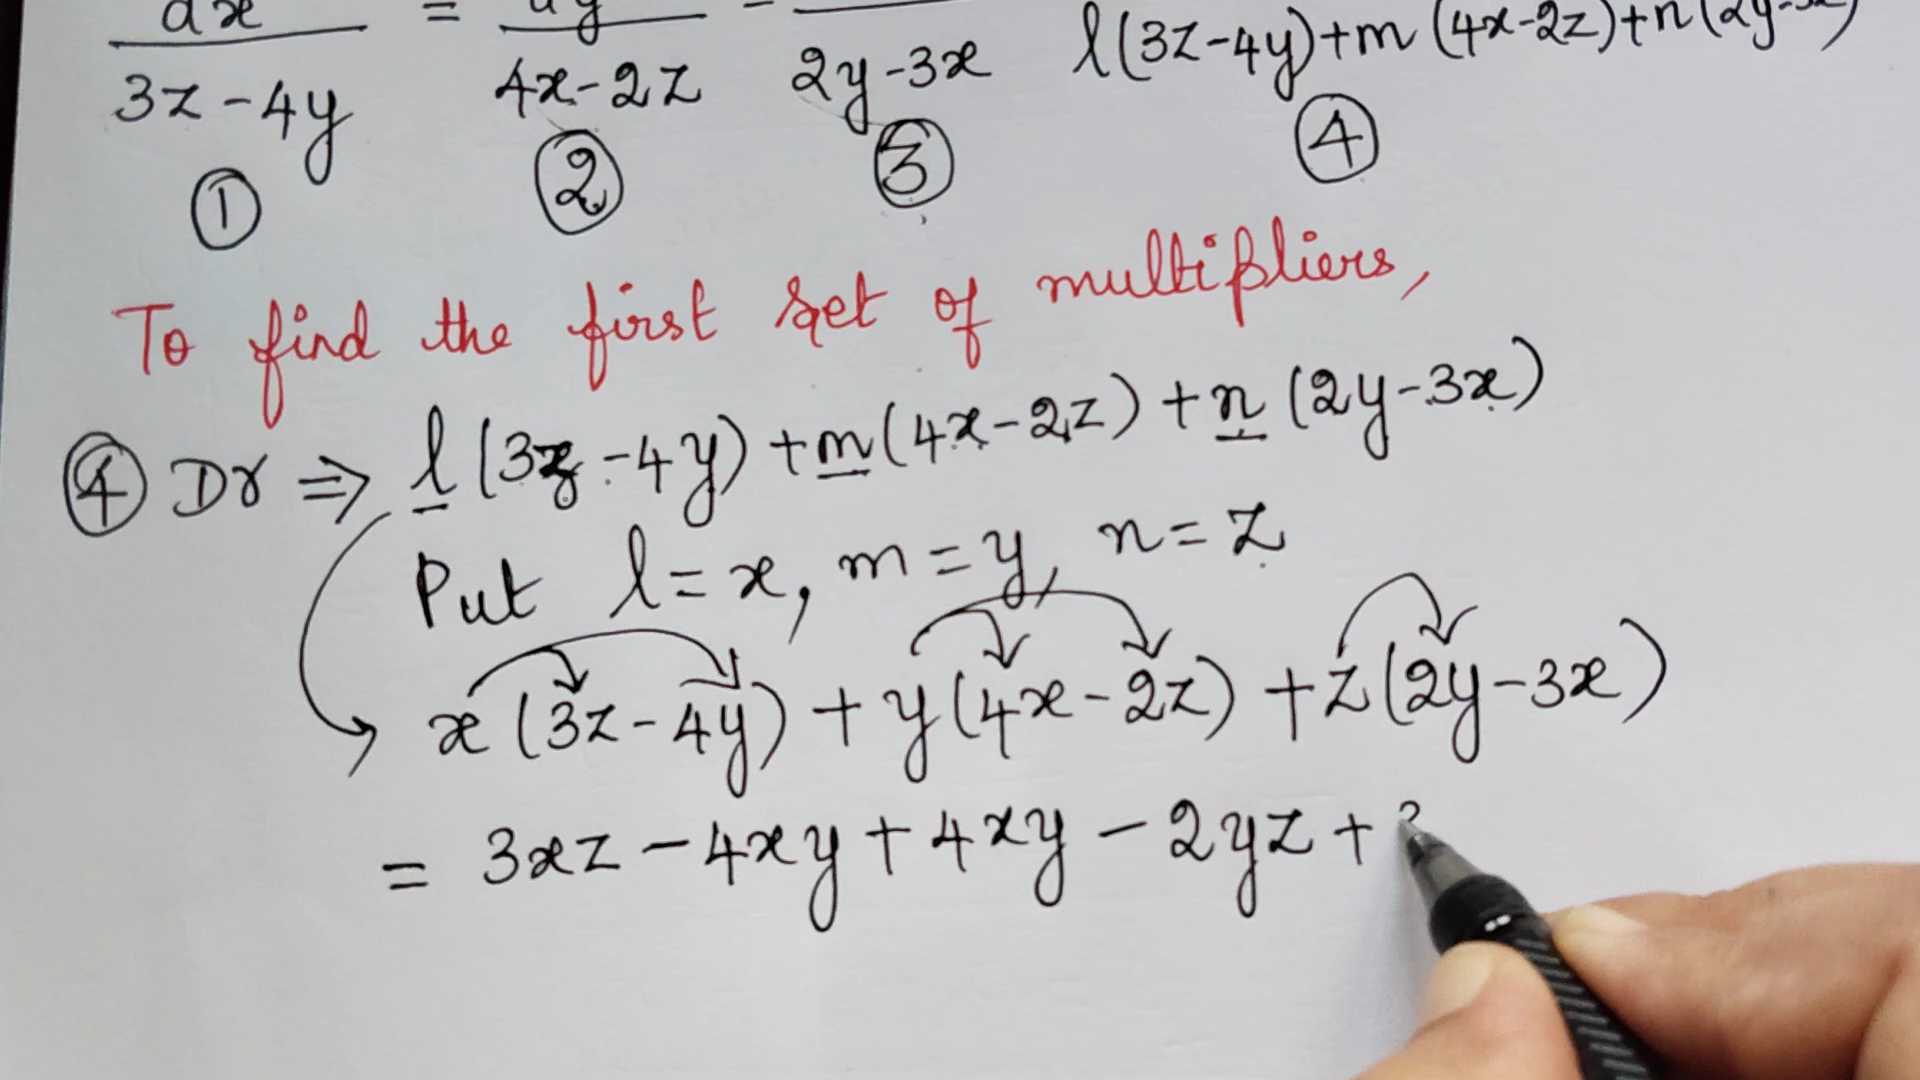 dx = dy
3z-4y 4x-2z 2y-3x l(3z-4y)+m(4x-2z)+n(2y-3x)
① ② ③ ④
To find the first set of multipliers,
④ Dr ⇒ l(3z-4y)+m(4x-2z)+n(2y-3x)
Put l=x, m=y, n=z
x(3z-4y)+y(4x-2z)+z(2y-3x)
= 3xz-4xy+4xy-2yz+